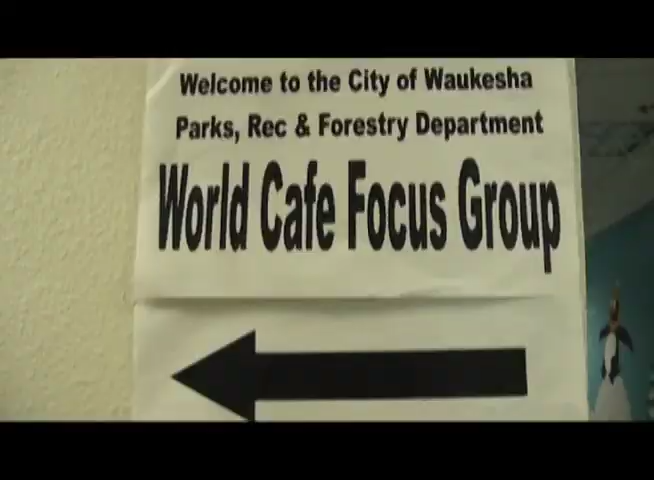 Welcome to the City of Waukesha
Parks, Rec & Forestry Department
World Cafe Focus Group